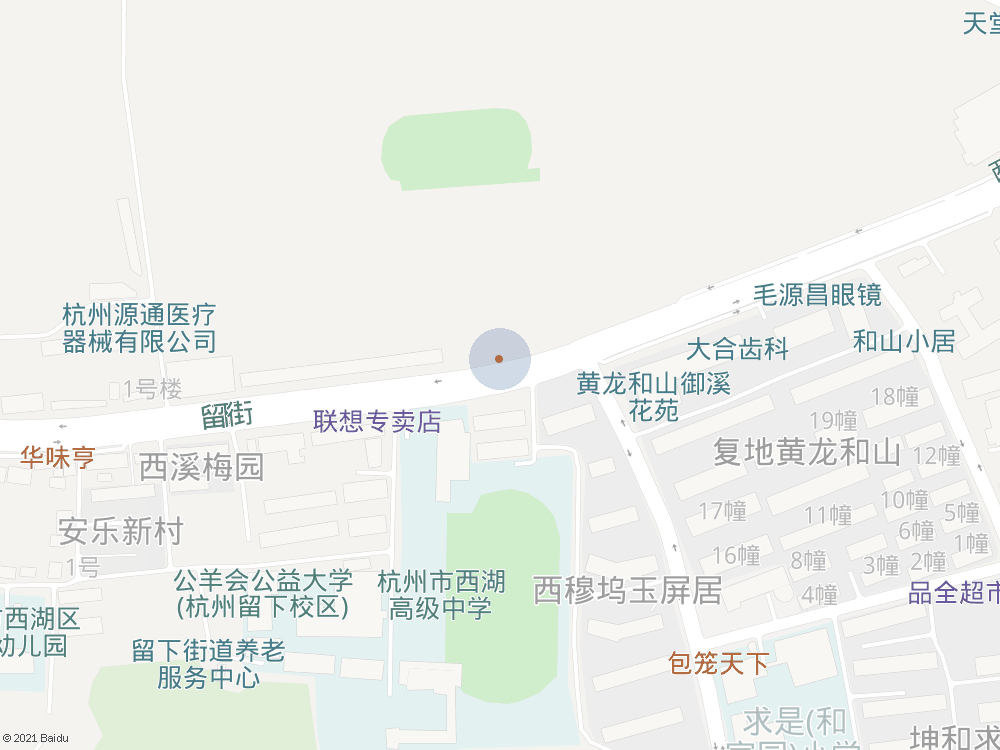 天堂
杭州源通医疗
器械有限公司
毛源昌眼镜
大合齿科
和山小居
1号楼
黄龙和山御溪
花苑
18幢
留街
联想专卖店
19幢
华味亨
西溪梅园
复地黄龙和山
12幢
安乐新村
17幢
11幢
10幢
5幢
6幢
1幢
1号
16幢
8幢
3幢
2幢
公羊会公益大学
(杭州留下校区)
杭州市西湖
高级中学
西穆坞玉屏居
4幢
品全超市
西湖区
幼儿园
留下街道养老
服务中心
包笼天下
求是(和
家园)小学
坤和求
© 2021 Baidu